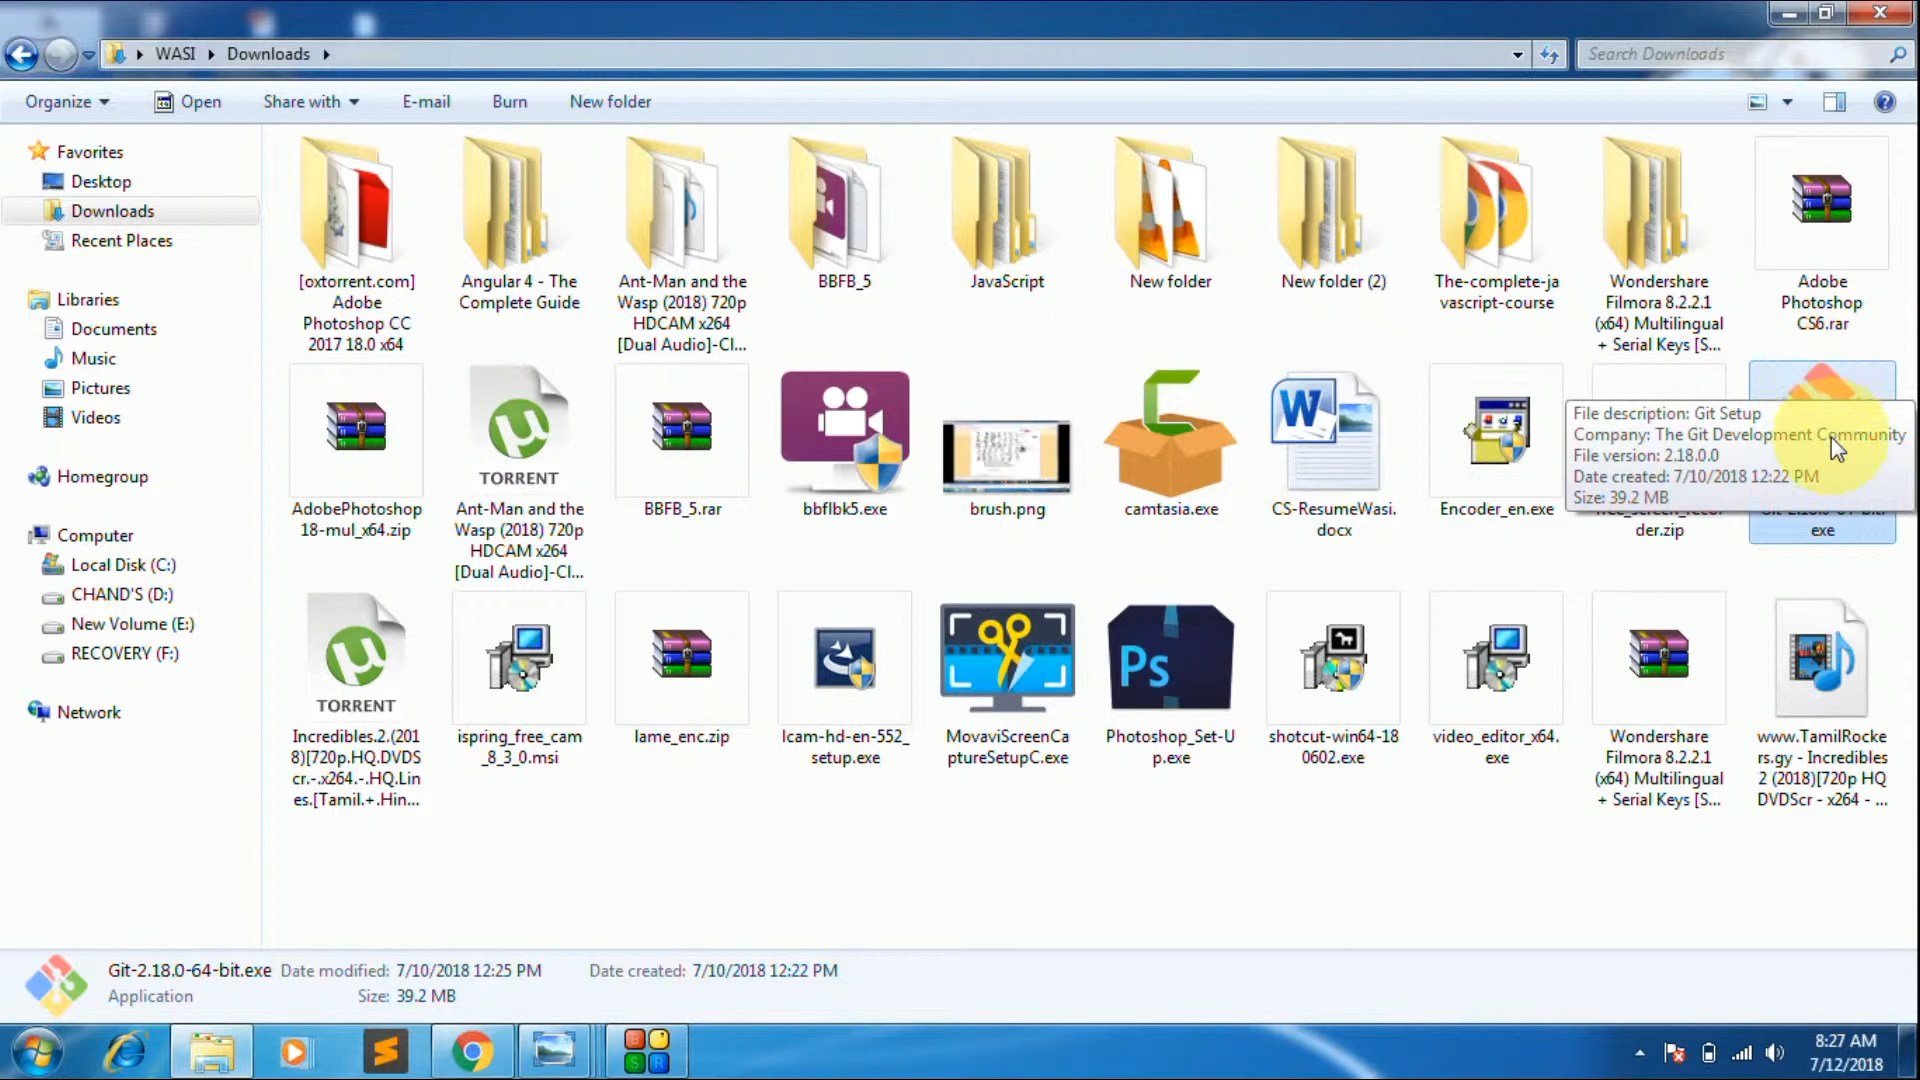 WASI Downloads
Search Downloads
Organize Open Share with E-mail Burn New folder
Favorites
Desktop
Downloads
Recent Places
Libraries
Documents
Music
Pictures
Videos
Homegroup
Computer
Local Disk (C:)
CHAND'S (D:)
New Volume (E:)
RECOVERY (F:)
Network
[oxtorrent.com]
Adobe
Photoshop CC
2017 18.0 x64
Angular 4 - The
Complete Guide
Ant-Man and the
Wasp (2018) 720p
HDCAM x264
[Dual Audio]-Cl...
BBFB_5
JavaScript
New folder
New folder (2)
The-complete-ja
vascript-course
Wondershare
Filmora 8.2.2.1
(x64) Multilingual
+ Serial Keys [S...
Adobe
Photoshop
CS6.rar
AdobePhotoshop
18-mul_x64.zip
TORRENT
Ant-Man and the
Wasp (2018) 720p
HDCAM x264
[Dual Audio]-Cl...
BBFB_5.rar
bbflbk5.exe
brush.png
camtasia.exe
W
CS-ResumeWasi.
docx
Encoder_en.exe
File description: Git Setup
Company: The Git Development Community
File version: 2.18.0.0
Date created: 7/10/2018 12:22 PM
Size: 39.2 MB
der.zip
exe
TORRENT
Incredibles.2.(201
8)[720p.HQ.DVDS
cr.-.x264.-.HQ.Lin
es.[Tamil.+.Hin...
ispring_free_cam
_8_3_0.msi
lame_enc.zip
lcam-hd-en-552_
setup.exe
MovaviScreenCa
ptureSetupC.exe
Ps
Photoshop_Set-U
p.exe
shotcut-win64-18
0602.exe
video_editor_x64.
exe
Wondershare
Filmora 8.2.2.1
(x64) Multilingual
+ Serial Keys [S...
www.TamilRocke
rs.gy - Incredibles
2 (2018)[720p HQ
DVDScr - x264 - ...
Git-2.18.0-64-bit.exe Date modified: 7/10/2018 12:25 PM Date created: 7/10/2018 12:22 PM
Application Size: 39.2 MB
8:27 AM
7/12/2018